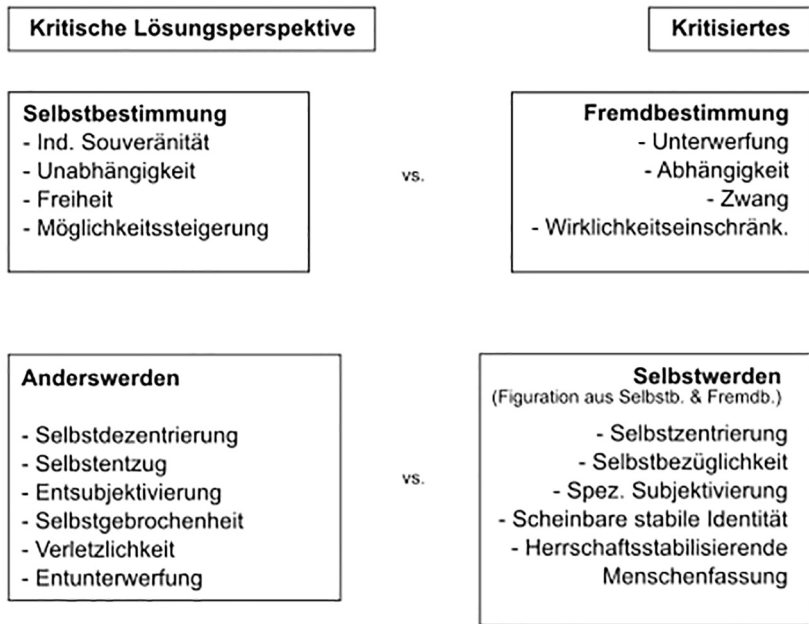 Kritische Lösungsperspektive
Kritisiertes
Selbstbestimmung
- Ind. Souveränität
- Unabhängigkeit
- Freiheit
- Möglichkeitssteigerung
vs.
Fremdbestimmung
- Unterwerfung
- Abhängigkeit
- Zwang
- Wirklichkeitseinschränk.
Anderswerden
- Selbstdezentrierung
- Selbstentzug
- Entsubjektivierung
- Selbstgebrochenheit
- Verletzlichkeit
- Entunterwerfung
vs.
Selbstwerden
(Figuration aus Selbstb. & Fremdb.)
- Selbstzentrierung
- Selbstbezüglichkeit
- Spez. Subjektivierung
- Scheinbare stabile Identität
- Herrschaftsstabilisierende
Menschenfassung